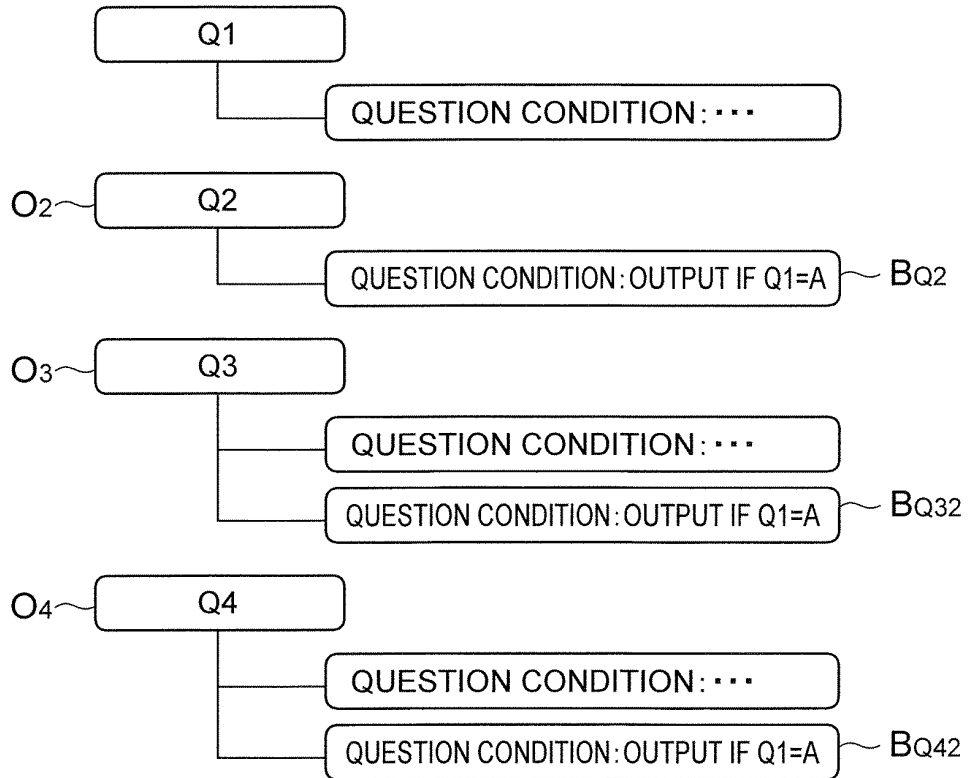 Q1
QUESTION CONDITION: ･･･
O2 Q2
QUESTION CONDITION: OUTPUT IF Q1=A BQ2
O3 Q3
QUESTION CONDITION: ･･･
QUESTION CONDITION: OUTPUT IF Q1=A BQ32
O4 Q4
QUESTION CONDITION: ･･･
QUESTION CONDITION: OUTPUT IF Q1=A BQ42